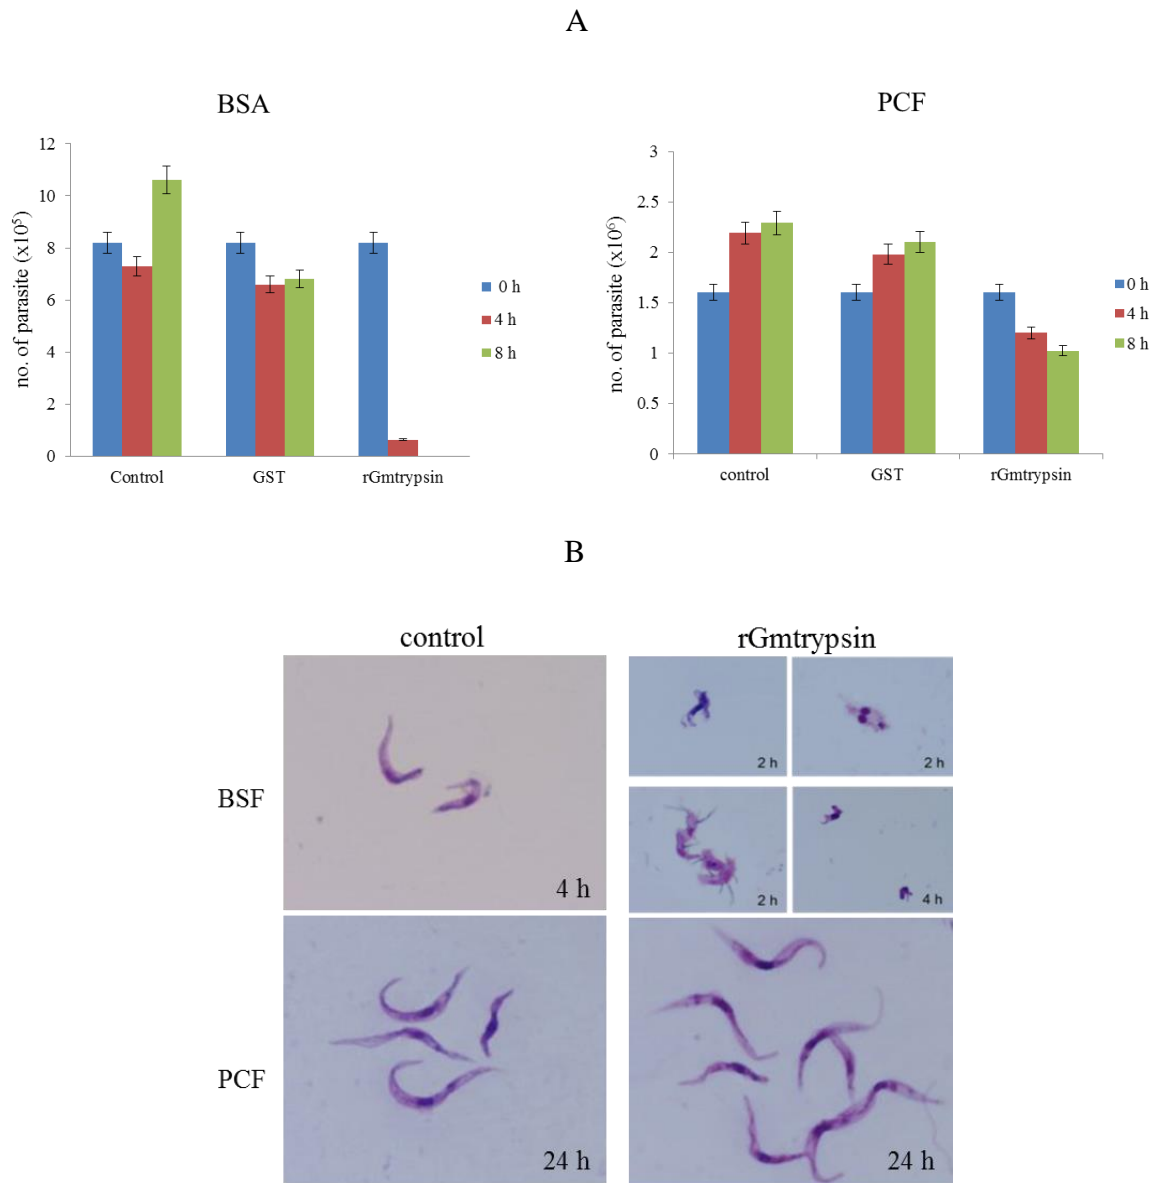 A
BSA
no. of parasite (x10⁵)
12
10
8
6
4
2
0
Control
GST
rGmtrypsin
0 h
4 h
8 h
PCF
no. of parasite (x10⁶)
3
2.5
2
1.5
1
0.5
0
control
GST
rGmtrypsin
0 h
4 h
8 h
B
control
rGmtrypsin
BSF
4 h
2 h
2 h
2 h
4 h
PCF
24 h
24 h